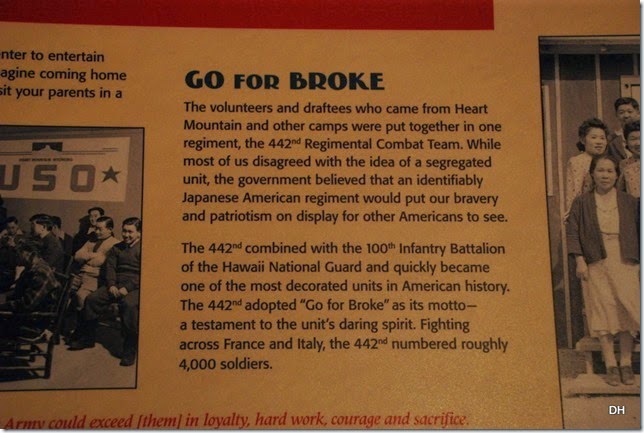 enter to entertain
agine coming home
sit your parents in a
GO FOR BROKE
The volunteers and draftees who came from Heart
Mountain and other camps were put together in one
regiment, the 442nd Regimental Combat Team. While
most of us disagreed with the idea of a segregated
unit, the government believed that an identifiably
Japanese American regiment would put our bravery
and patriotism on display for other Americans to see.
The 442nd combined with the 100th Infantry Battalion
of the Hawaii National Guard and quickly became
one of the most decorated units in American history.
The 442nd adopted "Go for Broke" as its motto—
a testament to the unit's daring spirit. Fighting
across France and Italy, the 442nd numbered roughly
4,000 soldiers.
USO
Army could exceed [them] in loyalty, hard work, courage and sacrifice.
DH